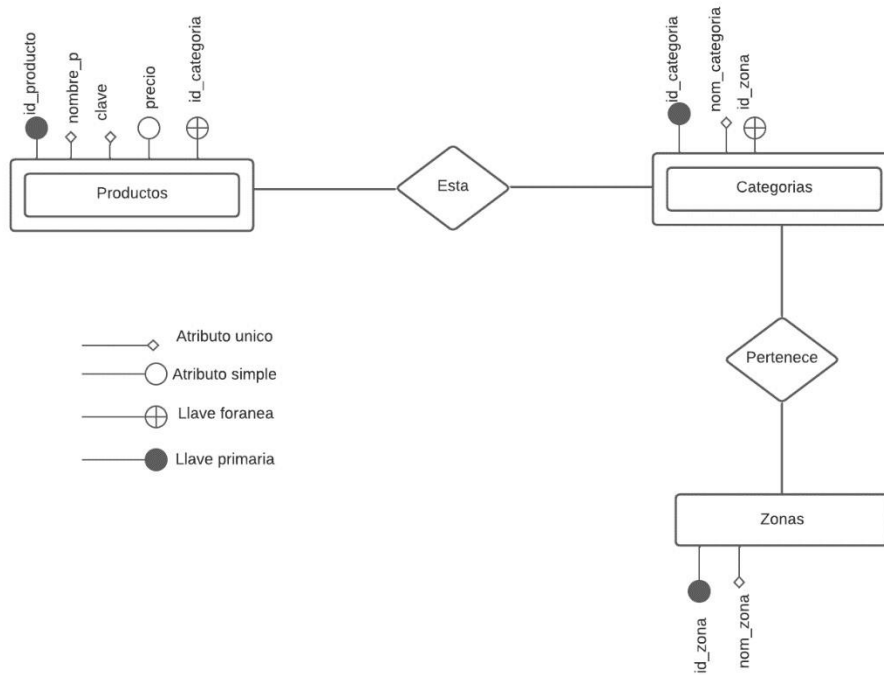 id_producto
nombre_p
clave
precio
id_categoria
id_categoria
nom_categoria
id_zona
Productos
Esta
Categorias
Atributo unico
Atributo simple
Llave foranea
Llave primaria
Pertenece
Zonas
id_zona
nom_zona